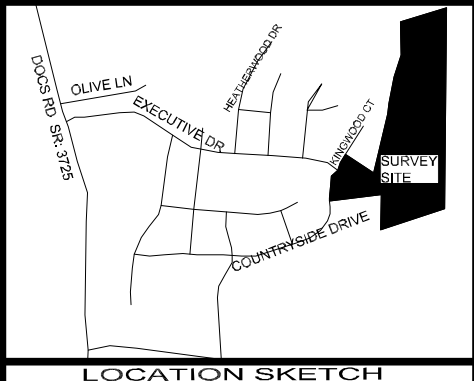 OLIVE LN
HEATHERWOOD DR
DOCS RD SR: 3725
EXECUTIVE DR
KINGWOOD CT
SURVEY
SITE
COUNTRYSIDE DRIVE
LOCATION SKETCH